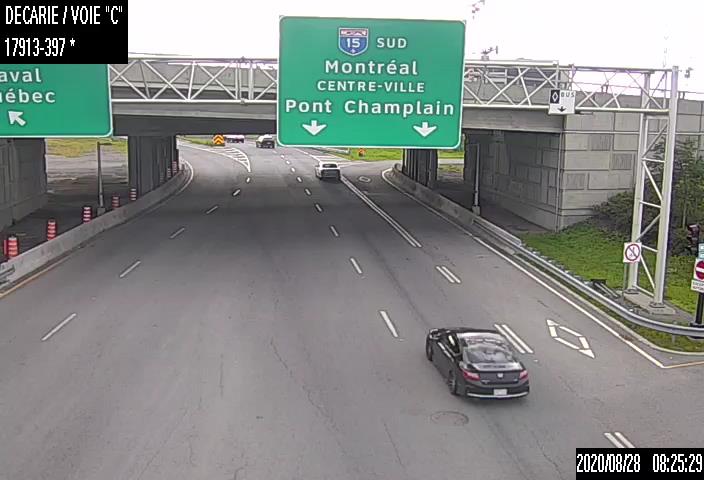 DECARIE / VOIE "C"
17913-397 *
aval
uébec
15 SUD
Montréal
CENTRE-VILLE
Pont Champlain
BUS
2020/08/28 08:25:29